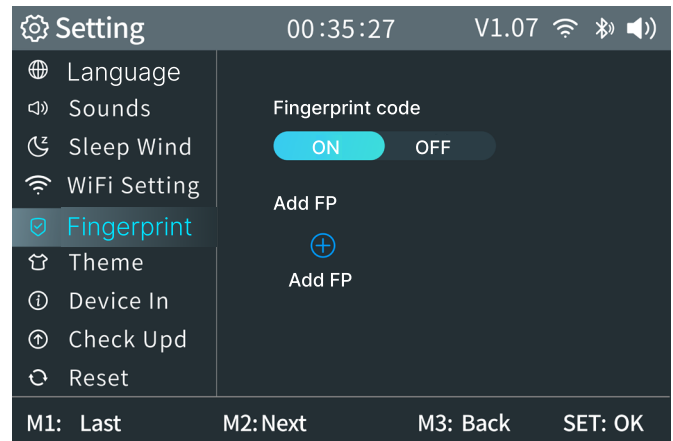 Setting 00:35:27 V1.07
Language
Sounds
Sleep Wind
WiFi Setting
Fingerprint
Theme
Device In
Check Upd
Reset
Fingerprint code
ON OFF
Add FP
Add FP
M1: Last M2:Next M3: Back SET: OK